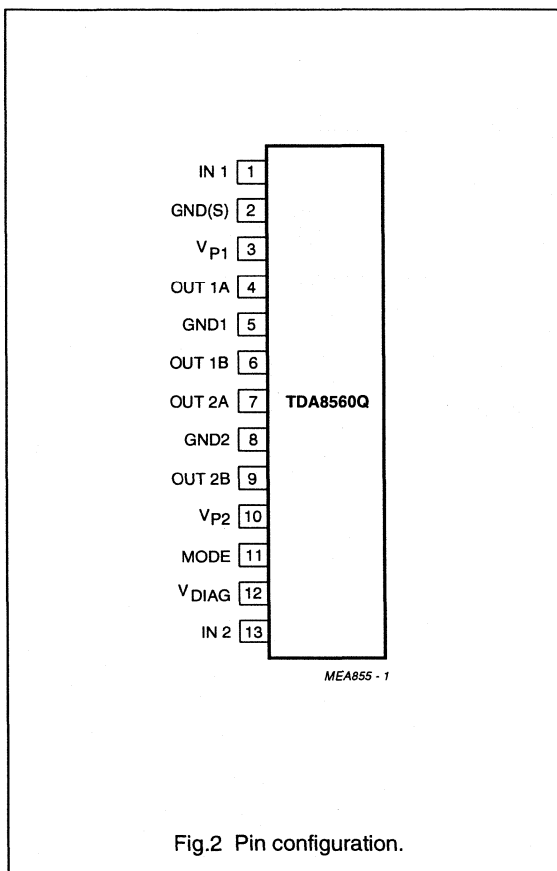 IN 1 1
GND(S) 2
VP1 3
OUT 1A 4
GND1 5
OUT 1B 6
OUT 2A 7 TDA8560Q
GND2 8
OUT 2B 9
VP2 10
MODE 11
VDIAG 12
IN 2 13
MEA855 - 1
Fig.2 Pin configuration.